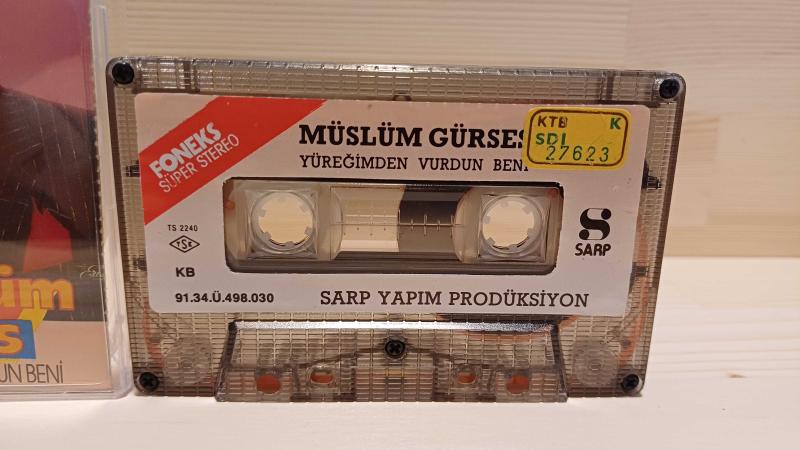 FONEKS
SÜPER STEREO
MÜSLÜM GÜRSES
YÜREĞİMDEN VURDUN BENİ
KTB K
SDI
27623
TS 2240
TSE
KB
91.34.Ü.498.030
S
SARP
SARP YAPIM PRODÜKSİYON
üm
s
UN BENİ